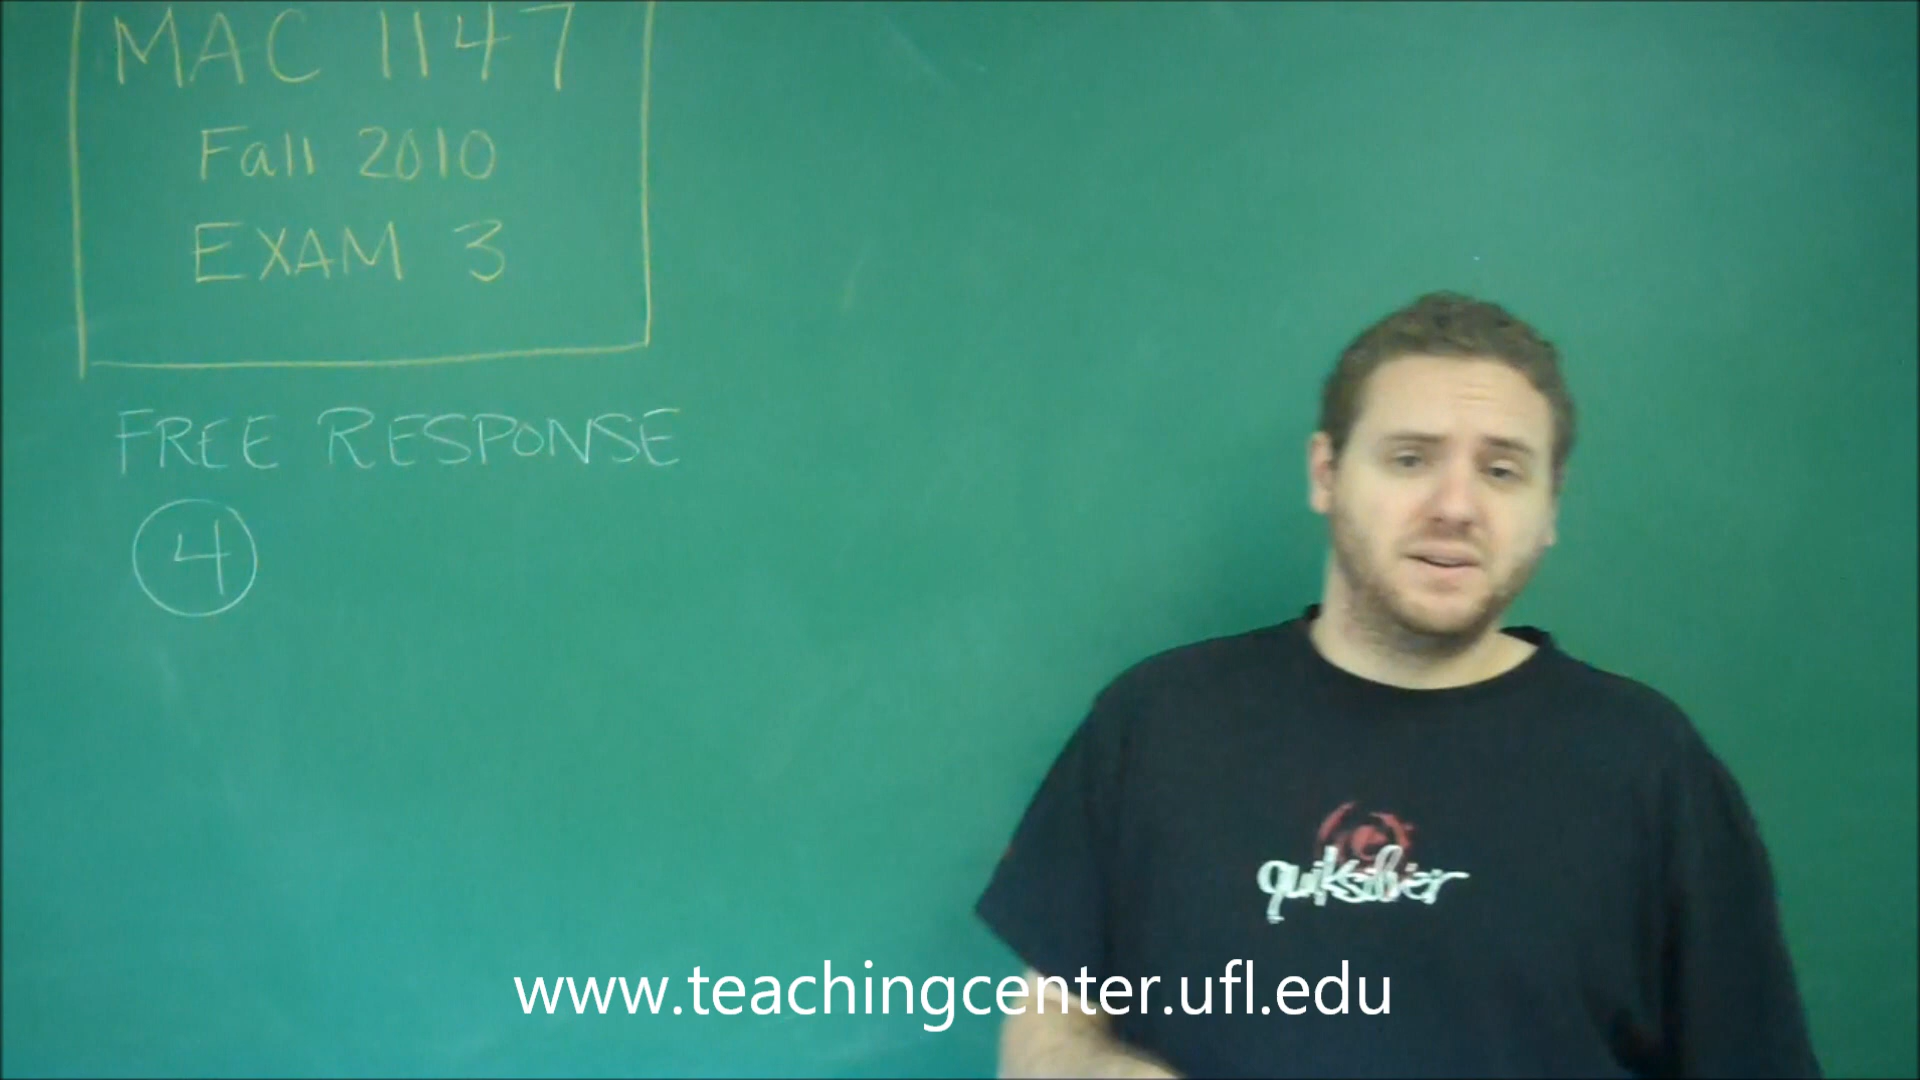 MAC 1147
Fall 2010
EXAM 3
FREE RESPONSE
4
quiksilver
www.teachingcenter.ufl.edu